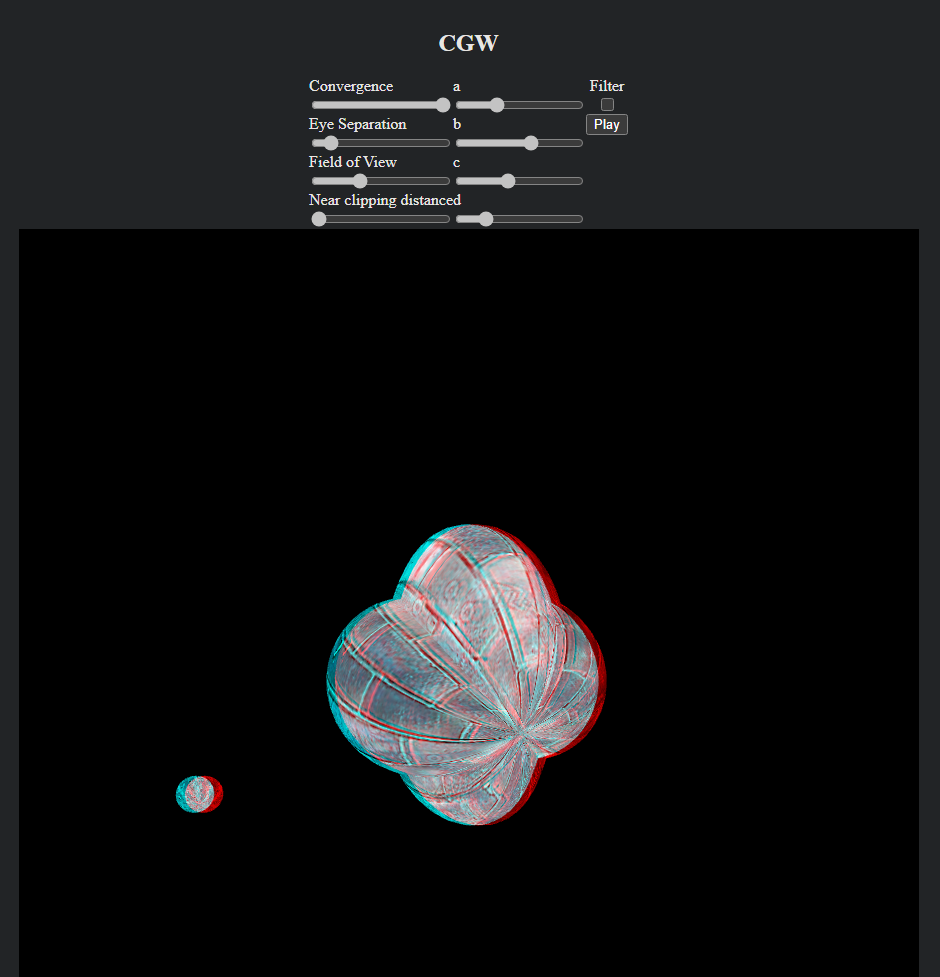 CGW
Convergence a Filter
Eye Separation b Play
Field of View c
Near clipping distanced